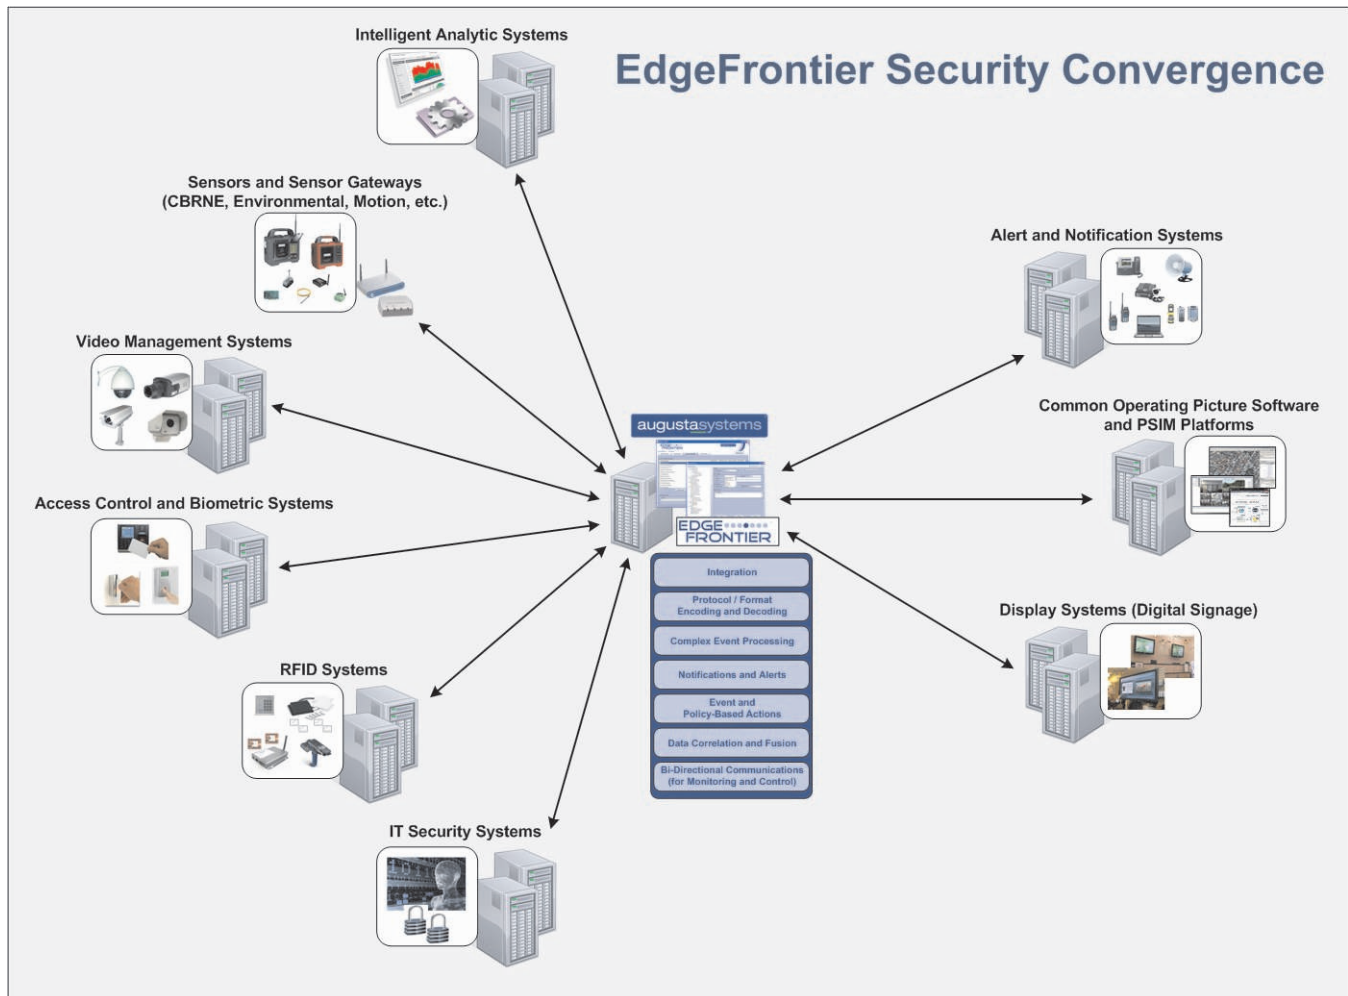 EdgeFrontier Security Convergence
Intelligent Analytic Systems
Sensors and Sensor Gateways
(CBRNE, Environmental, Motion, etc.)
Video Management Systems
Access Control and Biometric Systems
RFID Systems
IT Security Systems
augustasystems
EDGE
FRONTIER
Integration
Protocol / Format
Encoding and Decoding
Complex Event Processing
Notifications and Alerts
Event and
Policy-Based Actions
Data Correlation and Fusion
Bi-Directional Communications
(for Monitoring and Control)
Alert and Notification Systems
Common Operating Picture Software
and PSIM Platforms
Display Systems (Digital Signage)